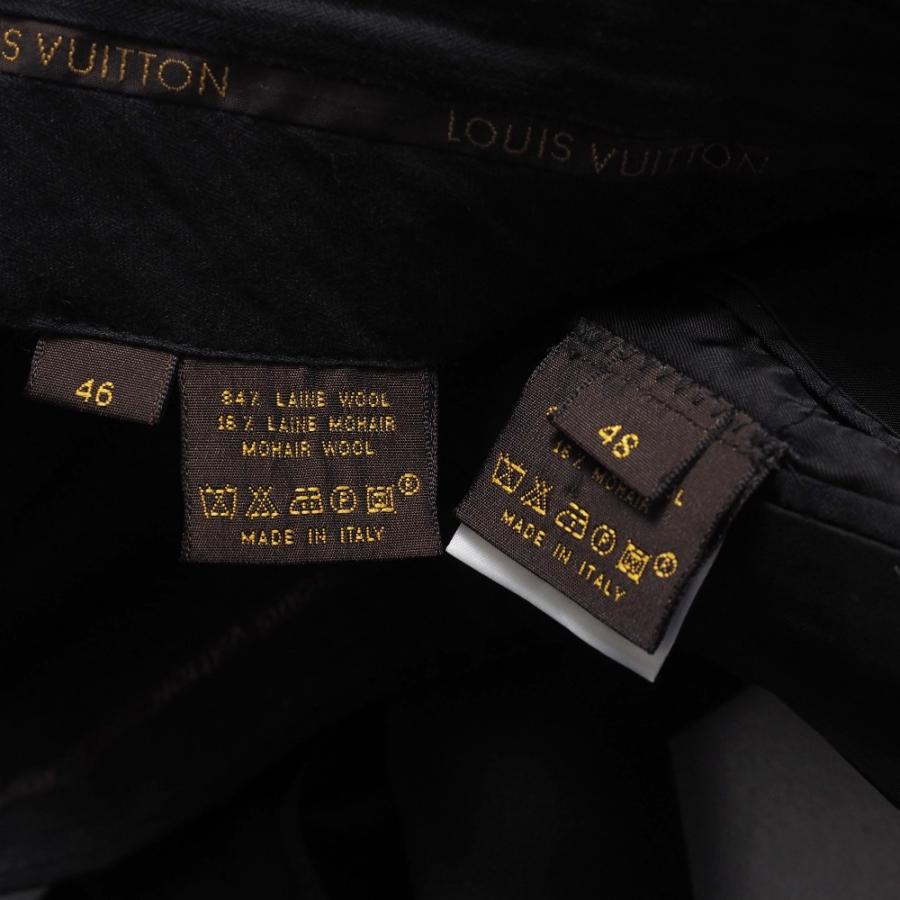 S VUITTON
LOUIS VUITTON
46
84% LAINE WOOL
16% LAINE MOHAIR
MOHAIR WOOL
P
®
MADE IN ITALY
48
16% MOHAIR
L
P
®
MADE IN ITALY